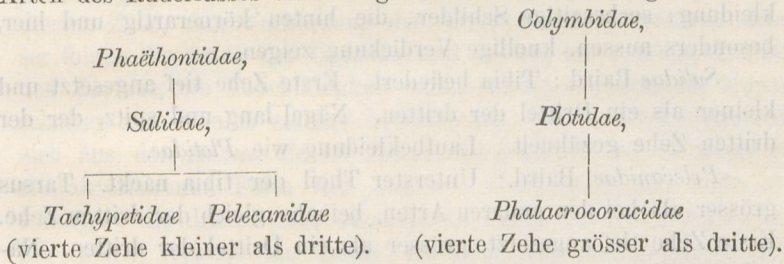 Colymbidae,
Phaëthontidae,
Sulidae,
Plotidae,
Tachypetidae Pelecanidae
Phalacrocoracidae
(vierte Zehe kleiner als dritte). (vierte Zehe grösser als dritte).